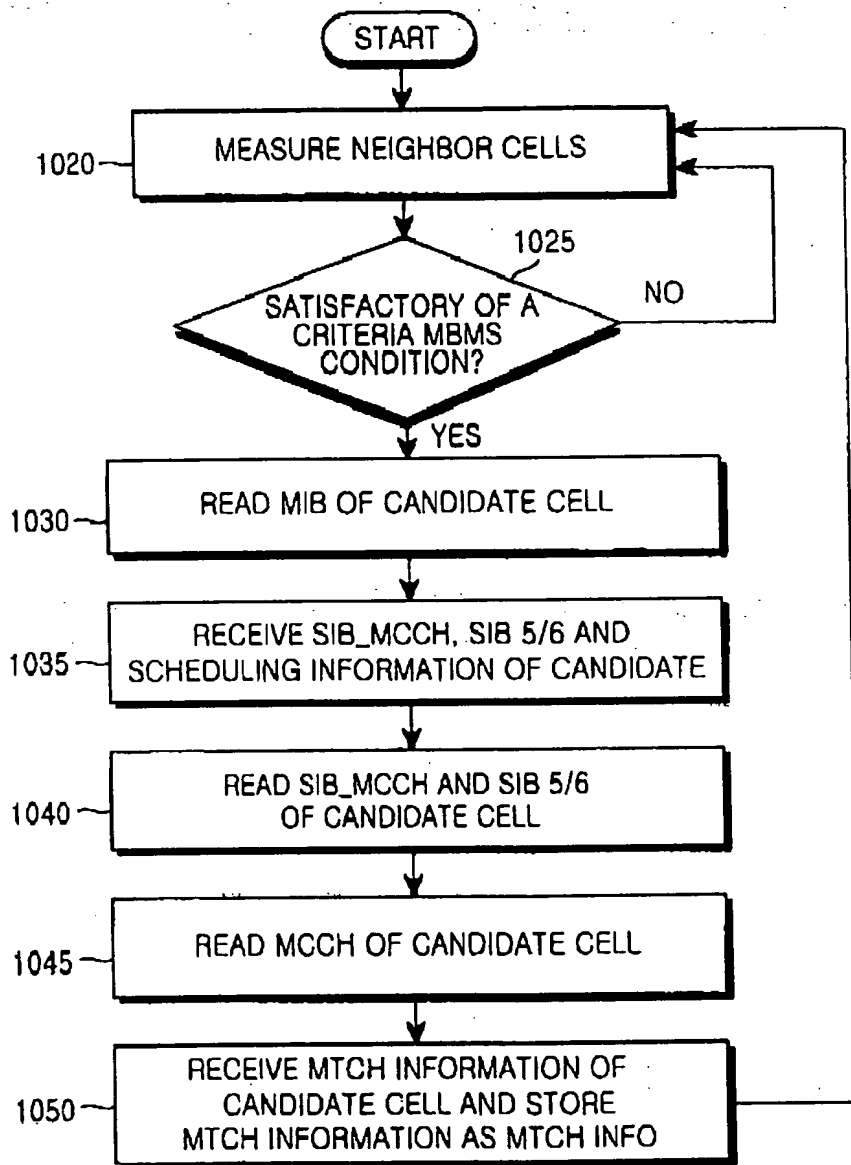 START
1020
MEASURE NEIGHBOR CELLS
1025
SATISFACTORY OF A
CRITERIA MBMS
CONDITION?
NO
YES
1030
READ MIB OF CANDIDATE CELL
1035
RECEIVE SIB_MCCH, SIB 5/6 AND
SCHEDULING INFORMATION OF CANDIDATE
1040
READ SIB_MCCH AND SIB 5/6
OF CANDIDATE CELL
1045
READ MCCH OF CANDIDATE CELL
1050
RECEIVE MTCH INFORMATION OF
CANDIDATE CELL AND STORE
MTCH INFORMATION AS MTCH INFO